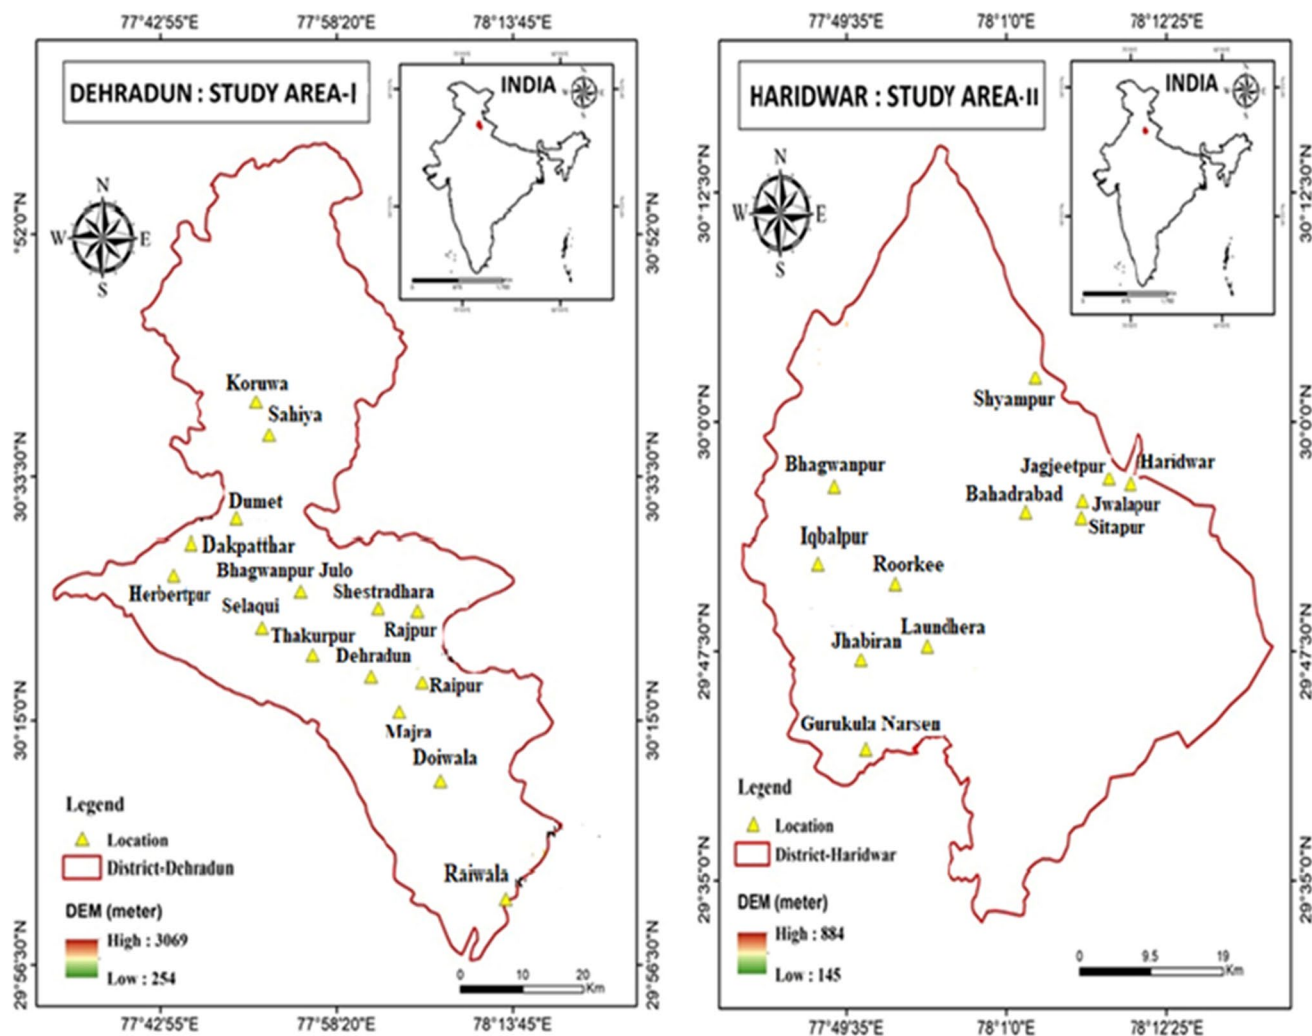 77°42'55"E 77°58'20"E 78°13'45"E
DEHRADUN : STUDY AREA-I
INDIA
N
W E
S
°52'0"N
30°52'0"N
Koruwa
Sahiya
30°33'30"N
30°33'30"N
Dumet
Dakpatthar
Bhagwanpur Julo
Herbertpur
Shestradhara
Selaqui
Rajpur
Thakurpur
Dehradun
Raipur
30°15'0"N
30°15'0"N
Majra
Doiwala
Raiwala
Legend
Location
District-Dehradun
DEM (meter)
High : 3069
Low : 254
0 10 20
Km
29°56'30"N
29°56'30"N
77°42'55"E 77°58'20"E 78°13'45"E
77°49'35"E 78°1'0"E 78°12'25"E
HARIDWAR : STUDY AREA-II
INDIA
N
W E
S
30°12'30"N
30°12'30"N
Shyampur
30°0'0"N
30°0'0"N
Bhagwanpur
Jagjeetpur
Haridwar
Bahadrabad
Jwalapur
Sitapur
Iqbalpur
Roorkee
Laundhera
Jhabiran
29°47'30"N
29°47'30"N
Gurukula Narsen
Legend
Location
District-Haridwar
29°35'0"N
29°35'0"N
DEM (meter)
High : 884
Low : 145
0 9.5 19
Km
77°49'35"E 78°1'0"E 78°12'25"E